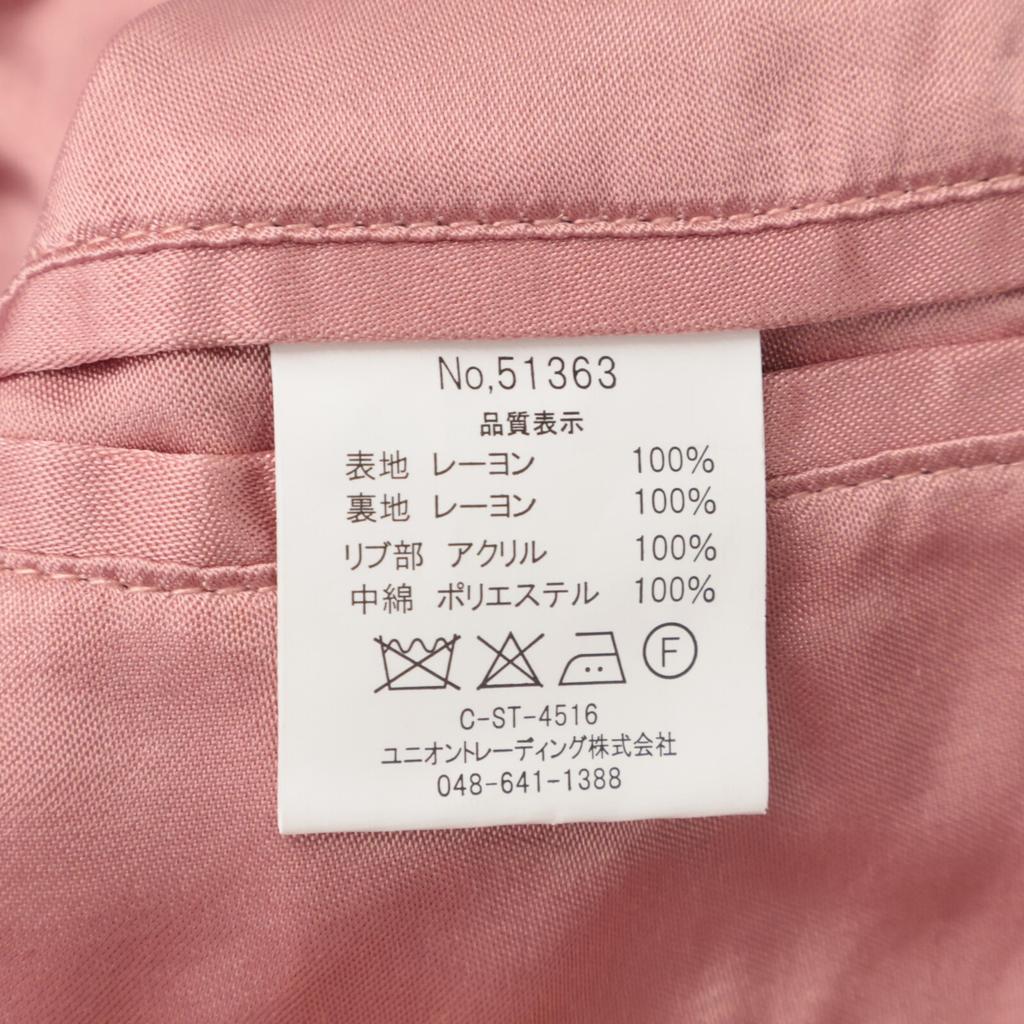 No,51363
品質表示
表地 レーヨン 100%
裏地 レーヨン 100%
リブ部 アクリル 100%
中綿 ポリエステル 100%
F
C-ST-4516
ユニオントレーディング株式会社
048-641-1388